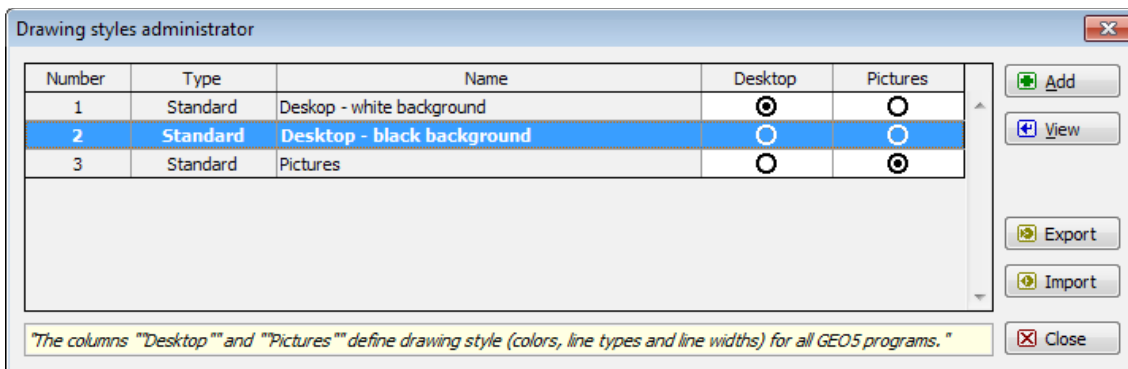 Drawing styles administrator
Number Type Name Desktop Pictures
1 Standard Deskop - white background
2 Standard Desktop - black background
3 Standard Pictures
Add
View
Export
Import
"The columns ""Desktop"" and ""Pictures"" define drawing style (colors, line types and line widths) for all GEO5 programs. "
Close